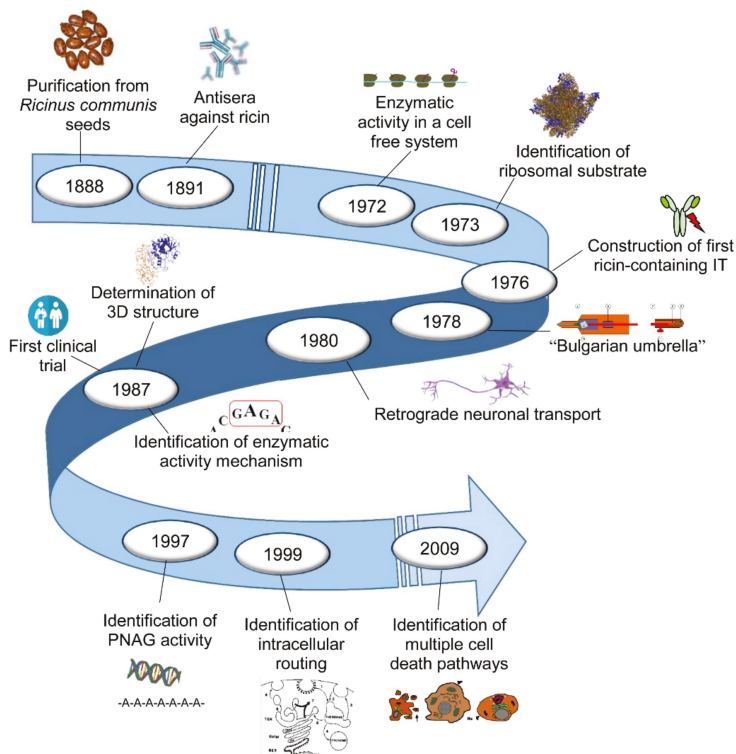 Purification from
Ricinus communis
seeds
Antisera
against ricin
Enzymatic
activity in a cell
free system
Identification of
ribosomal substrate
1888
1891
1972
1973
Construction of first
ricin-containing IT
1976
Determination of
3D structure
1978
"Bulgarian umbrella"
1980
First clinical
trial
1987
Retrograde neuronal transport
A C G A G A C
Identification of enzymatic
activity mechanism
1997
1999
2009
Identification of
PNAG activity
Identification of
intracellular
routing
Identification of
multiple cell
death pathways
-A-A-A-A-A-A-A-